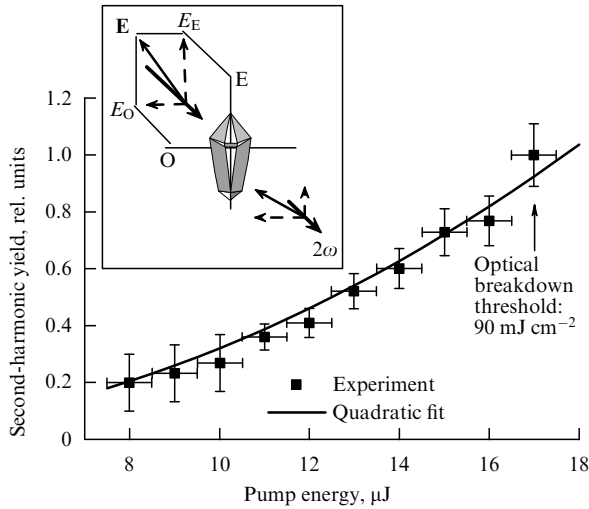 E
E_E
E
E_O
O
2ω
Second-harmonic yield, rel. units
1.2
1.0
0.8
0.6
0.4
0.2
0
Optical
breakdown
threshold:
90 mJ cm⁻²
Experiment
Quadratic fit
8 10 12 14 16 18
Pump energy, μJ